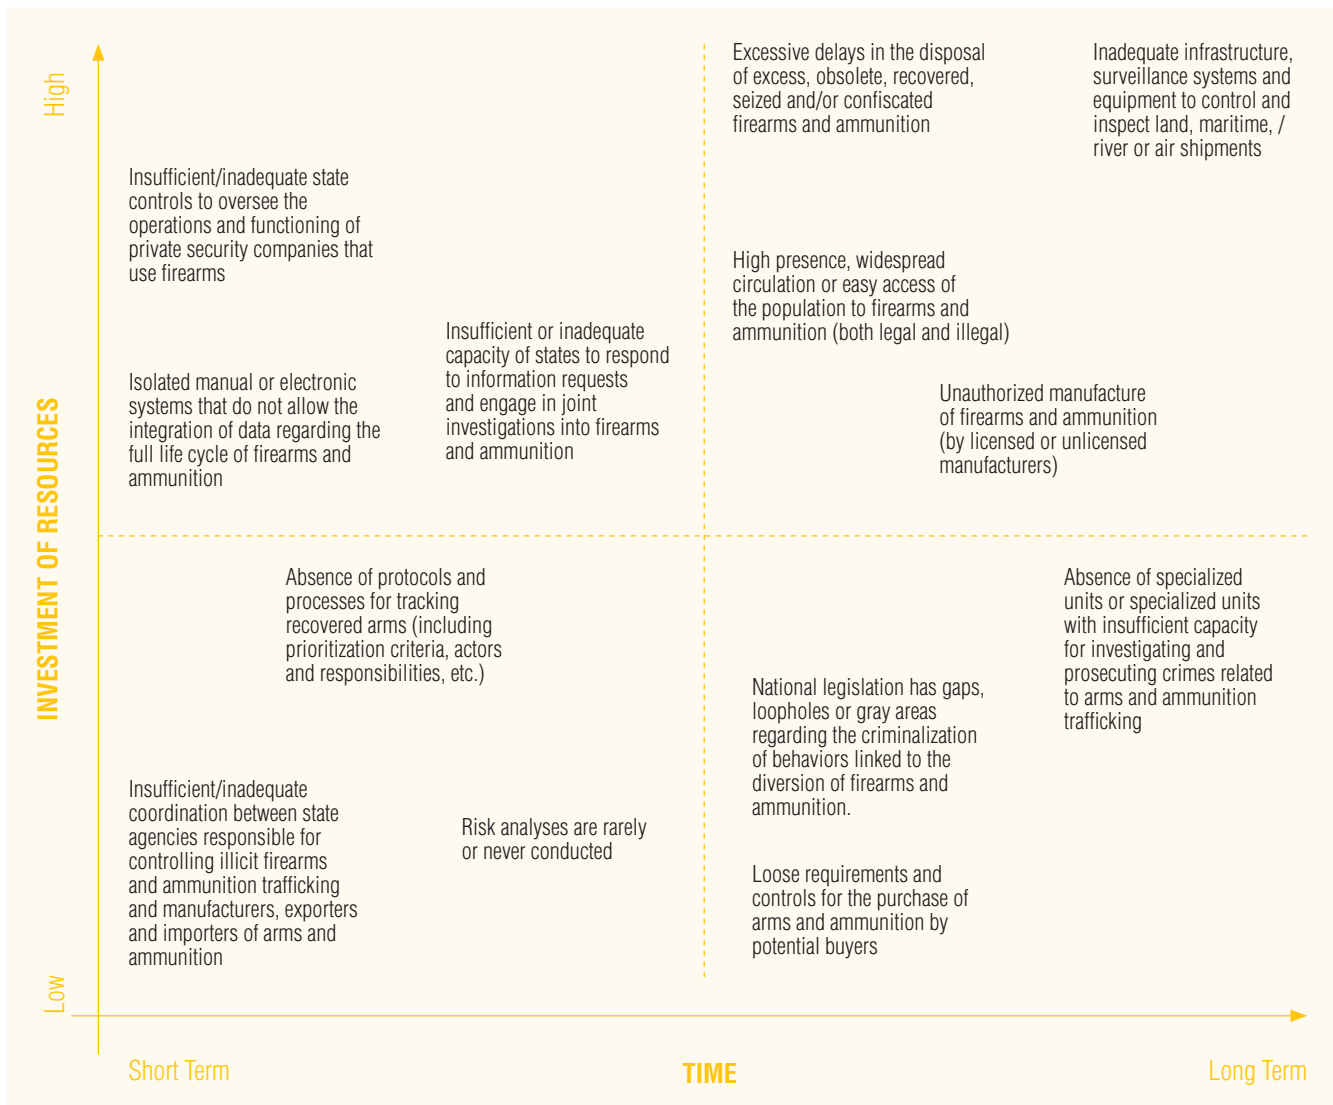 High
INVESTMENT OF RESOURCES
Low
Insufficient/inadequate state
controls to oversee the
operations and functioning of
private security companies that
use firearms
Isolated manual or electronic
systems that do not allow the
integration of data regarding the
full life cycle of firearms and
ammunition
Insufficient or inadequate
capacity of states to respond
to information requests
and engage in joint
investigations into firearms
and ammunition
Excessive delays in the disposal
of excess, obsolete, recovered,
seized and/or confiscated
firearms and ammunition
Inadequate infrastructure,
surveillance systems and
equipment to control and
inspect land, maritime, /
river or air shipments
High presence, widespread
circulation or easy access of
the population to firearms and
ammunition (both legal and illegal)
Unauthorized manufacture
of firearms and ammunition
(by licensed or unlicensed
manufacturers)
Absence of protocols and
processes for tracking
recovered arms (including
prioritization criteria, actors
and responsibilities, etc.)
Insufficient/inadequate
coordination between state
agencies responsible for
controlling illicit firearms
and ammunition trafficking
and manufacturers, exporters
and importers of arms and
ammunition
Risk analyses are rarely
or never conducted
Absence of specialized
units or specialized units
with insufficient capacity
for investigating and
prosecuting crimes related
to arms and ammunition
trafficking
National legislation has gaps,
loopholes or gray areas
regarding the criminalization
of behaviors linked to the
diversion of firearms and
ammunition.
Loose requirements and
controls for the purchase of
arms and ammunition by
potential buyers
Short Term
TIME
Long Term